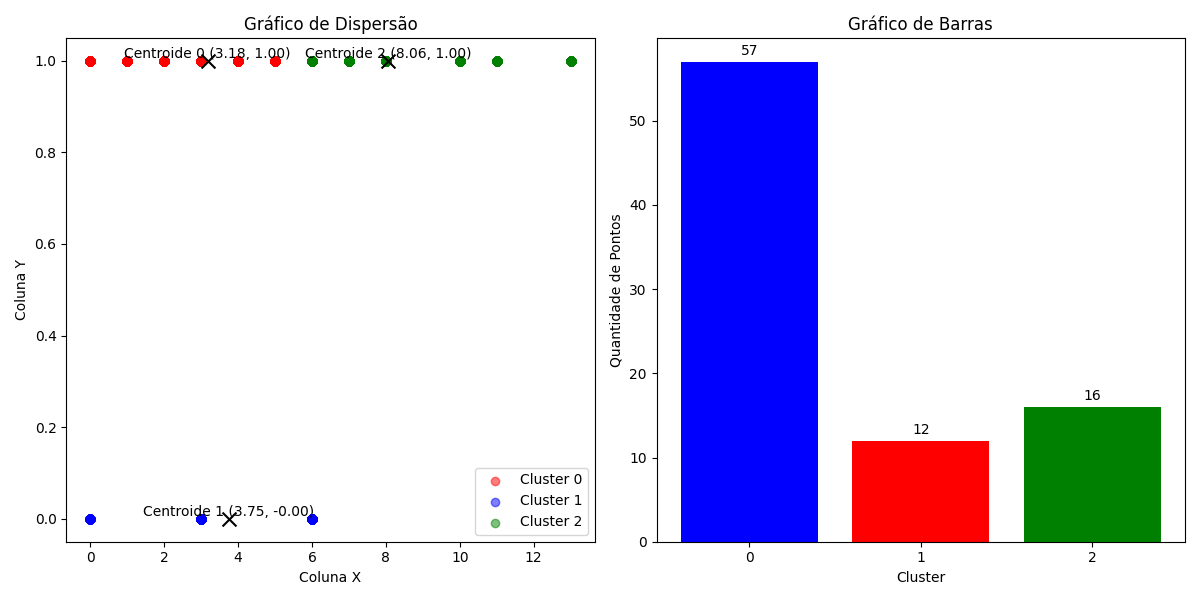 Gráfico de Dispersão
Centroide 0 (3.18, 1.00)
Centroide 2 (8.06, 1.00)
1.0
0.8
0.6
0.4
0.2
0.0
Coluna Y
Centroide 1 (3.75, -0.00)
Cluster 0
Cluster 1
Cluster 2
0 2 4 6 8 10 12
Coluna X
Gráfico de Barras
57
12
16
50
40
30
20
10
0
Quantidade de Pontos
0 1 2
Cluster